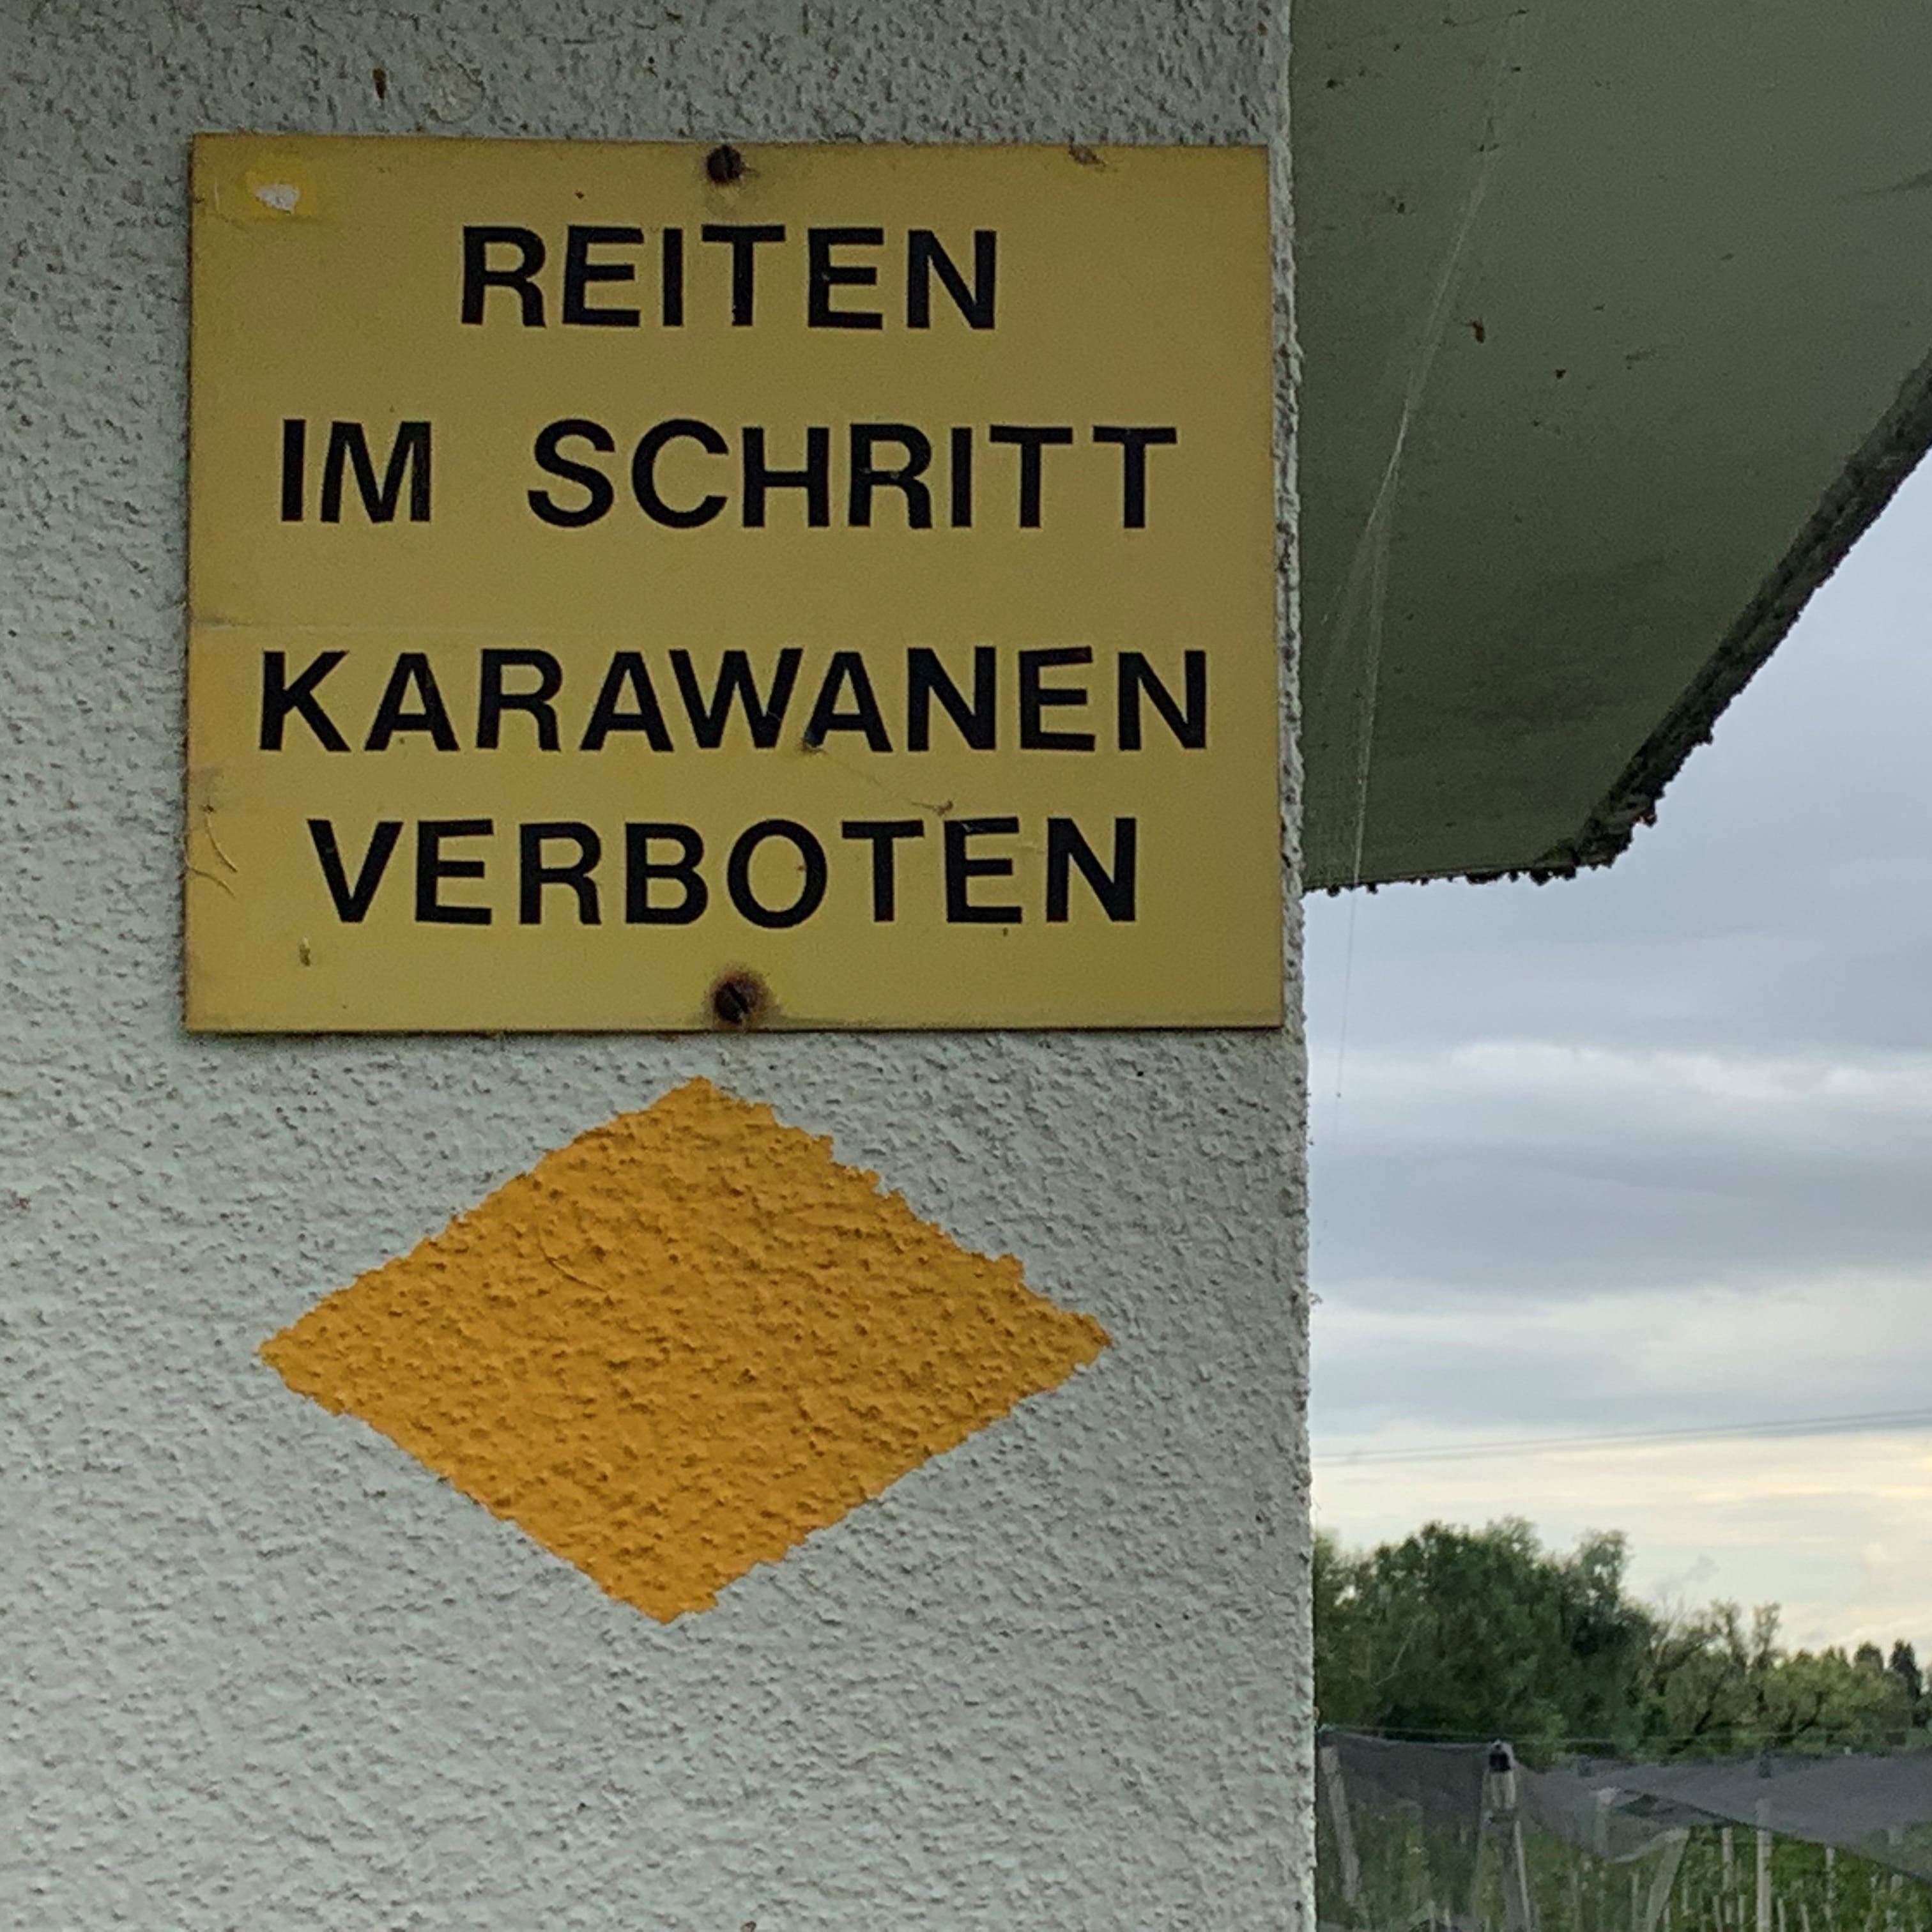 REITEN
IM SCHRITT
KARAWANEN
VERBOTEN